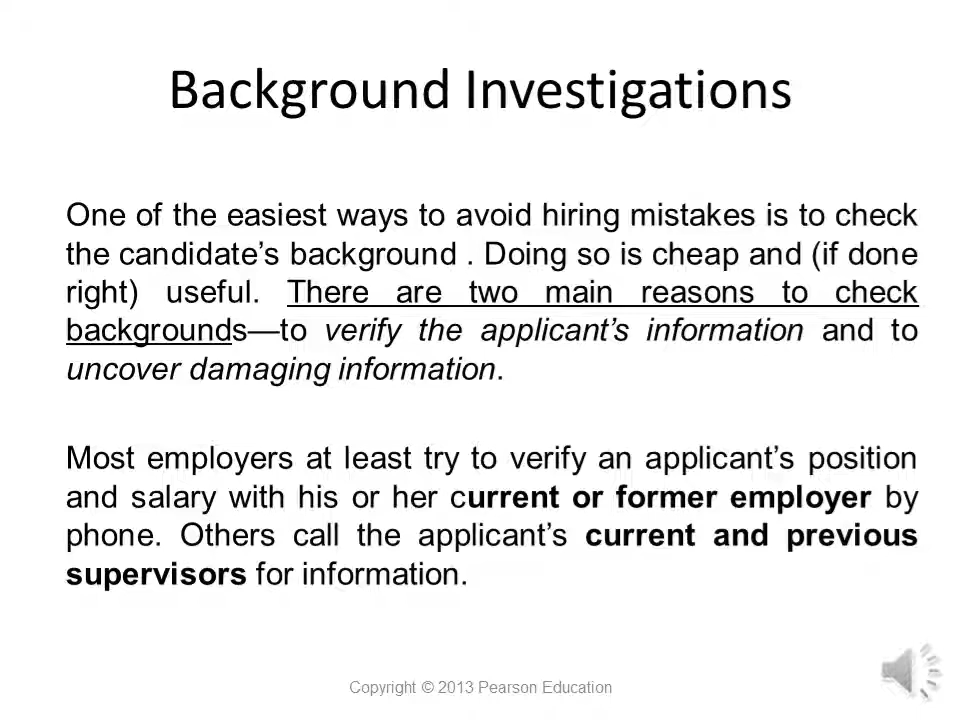 Background Investigations
One of the easiest ways to avoid hiring mistakes is to check
the candidate’s background . Doing so is cheap and (if done
right) useful. There are two main reasons to check
backgrounds—to verify the applicant’s information and to
uncover damaging information.
Most employers at least try to verify an applicant’s position
and salary with his or her current or former employer by
phone. Others call the applicant’s current and previous
supervisors for information.
Copyright © 2013 Pearson Education